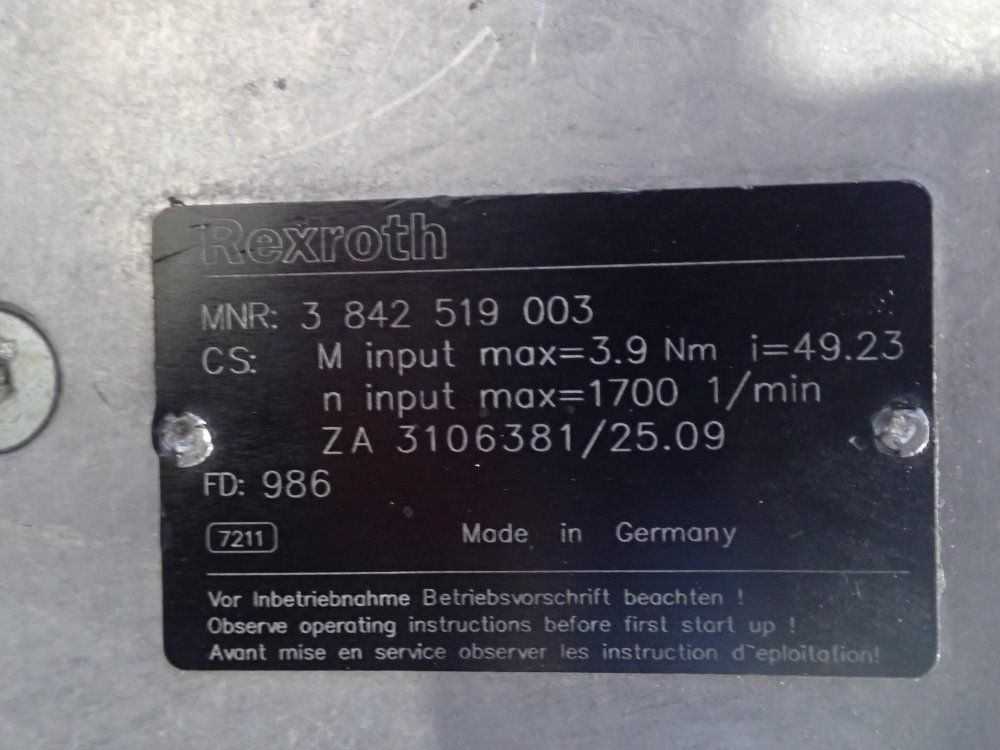 Rexroth
MNR: 3 842 519 003
CS: M input max=3.9 Nm i=49.23
n input max=1700 1/min
ZA 3106381/25.09
FD: 986
7211 Made in Germany
Vor Inbetriebnahme Betriebsvorschrift beachten !
Observe operating instructions before first start up !
Avant mise en service observer les instruction d~eploitation!